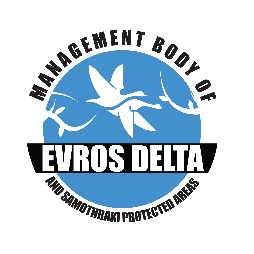 MANAGEMENT BODY OF
EVROS DELTA
AND SAMOTHRAKI PROTECTED AREAS